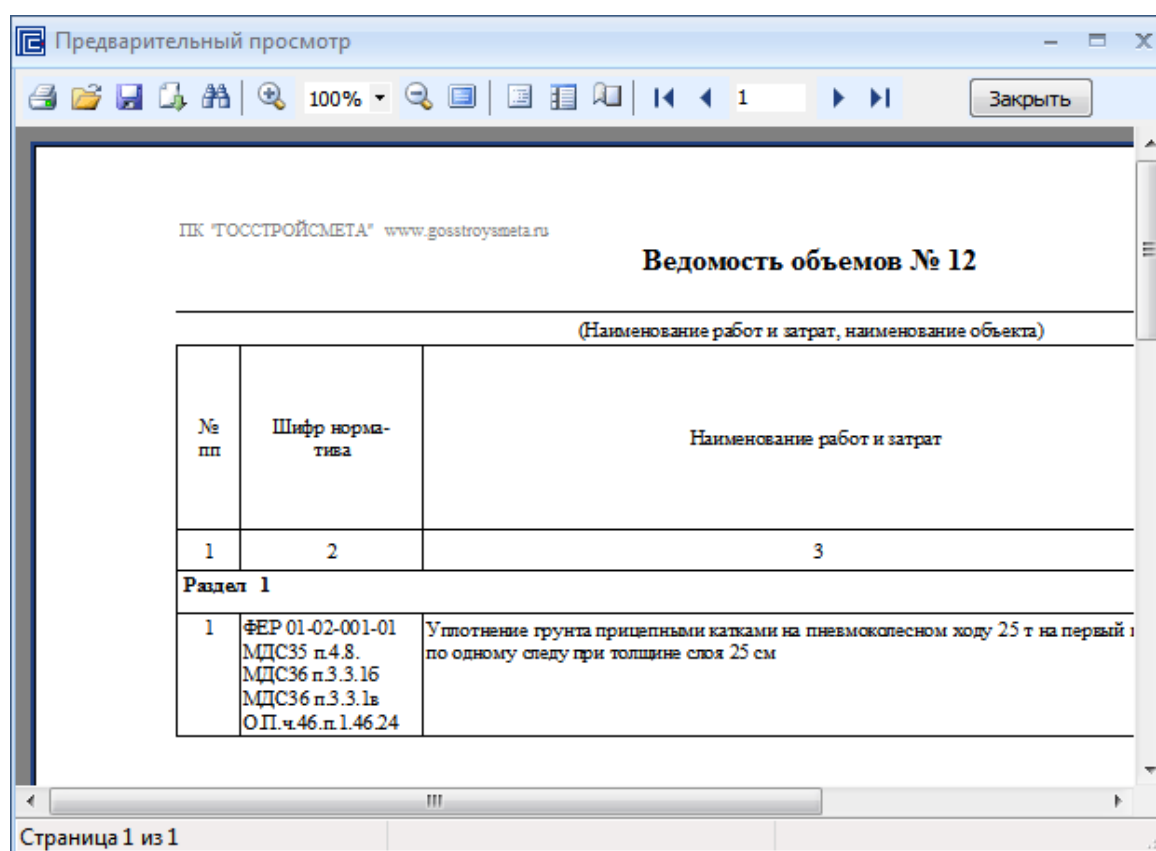 Предварительный просмотр
100%
1
Закрыть
ПК "ГОССТРОЙСМЕТА" www.gosstroysmeta.ru
Ведомость объемов № 12
(Наименование работ и затрат, наименование объекта)
№
пп
Шифр норма-
тива
Наименование работ и затрат
1
2
3
Раздел 1
1
ФЕР 01-02-001-01
МДС35 п.4.8.
МДС36 п.3.3.1б
МДС36 п.3.3.1в
О.П.ч.46.п.1.46.24
Уплотнение грунта прицепными катками на пневмоколесном ходу 25 т на первый
по одному следу при толщине слоя 25 см
Страница 1 из 1